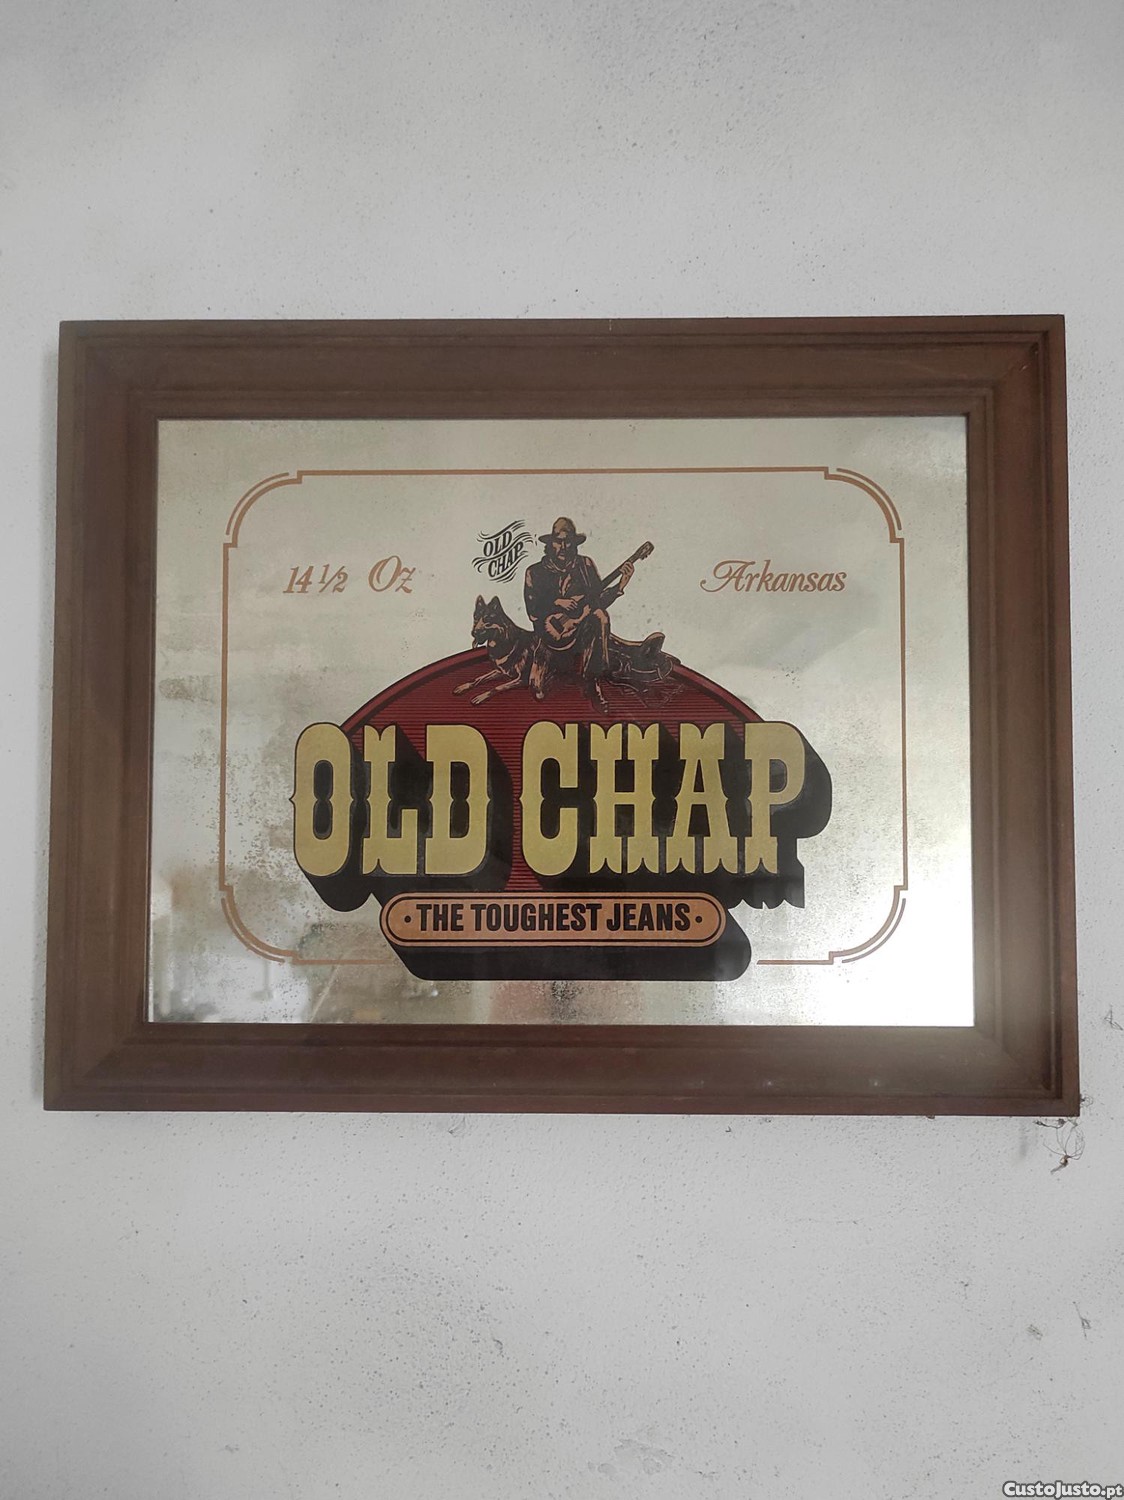 OLD
CHAP
14 1/2 Oz
Arkansas
OLD CHAP
·THE TOUGHEST JEANS·
CustoJusto.pt